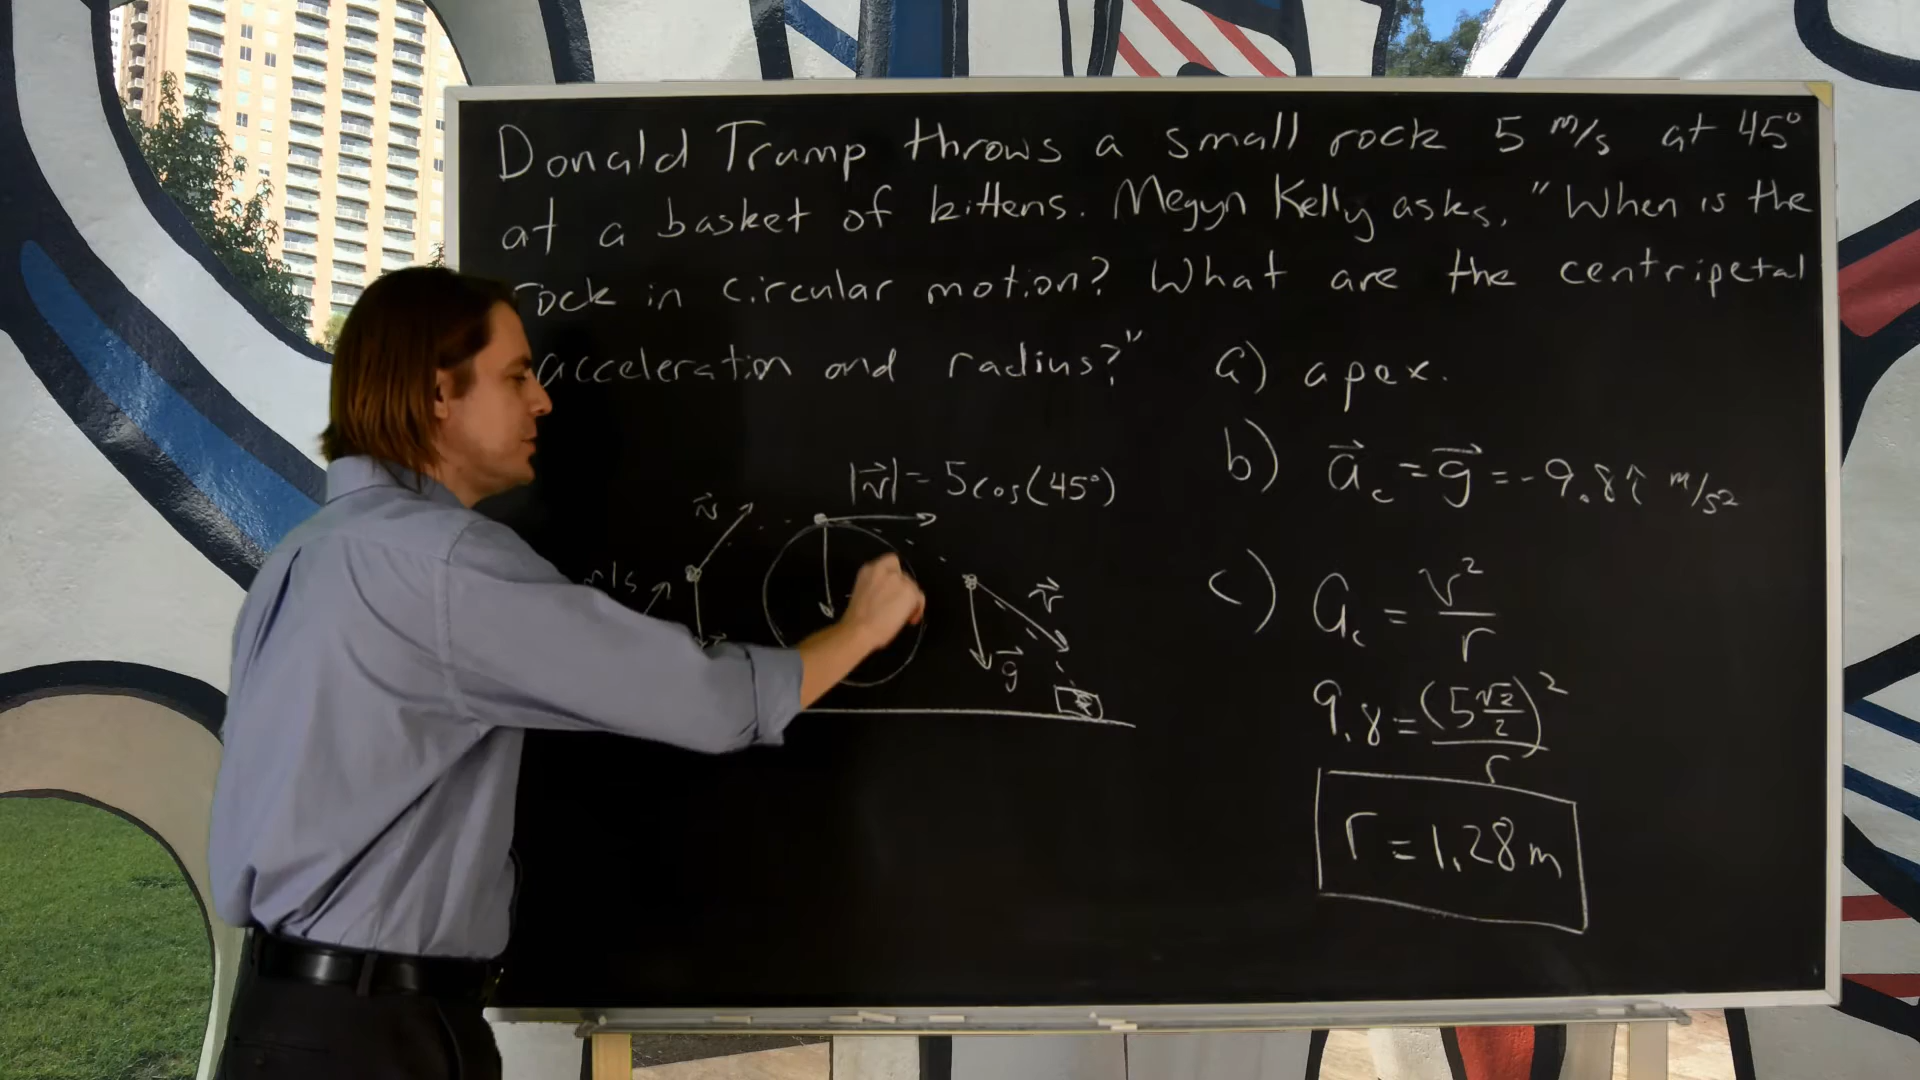 Donald Trump throws a small rock 5 m/s at 45°
at a basket of kittens. Megyn Kelly asks, "When is the
rock in circular motion? What are the centripetal
acceleration and radius?"
a) apex.
b) a⃗c = g⃗ = -9.8 ĵ m/s²
|v⃗| = 5cos(45°)
v⃗
m/s
v⃗
g⃗
c) ac = v²/r
9.8 = (5 √2/2)²/r
r = 1.28 m